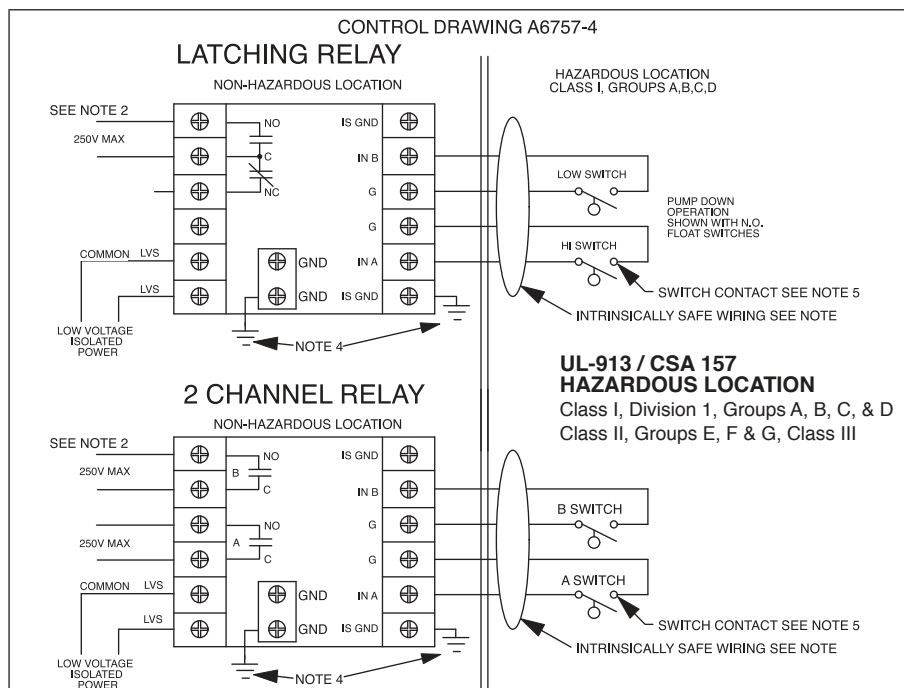 CONTROL DRAWING A6757-4
LATCHING RELAY
NON-HAZARDOUS LOCATION
HAZARDOUS LOCATION
CLASS I, GROUPS A,B,C,D
SEE NOTE 2
250V MAX
NO
C
NC
IS GND
IN B
G
G
IN A
IS GND
GND
GND
COMMON
LVS
LVS
LOW VOLTAGE
ISOLATED
POWER
NOTE 4
LOW SWITCH
HI SWITCH
PUMP DOWN
OPERATION
SHOWN WITH N.O.
FLOAT SWITCHES
SWITCH CONTACT SEE NOTE 5
INTRINSICALLY SAFE WIRING SEE NOTE
UL-913 / CSA 157
HAZARDOUS LOCATION
Class I, Division 1, Groups A, B, C, & D
Class II, Groups E, F & G, Class III
2 CHANNEL RELAY
NON-HAZARDOUS LOCATION
SEE NOTE 2
250V MAX
250V MAX
NO
B
C
NO
A
C
IS GND
IN B
G
G
IN A
IS GND
GND
GND
COMMON
LVS
LVS
LOW VOLTAGE
ISOLATED
POWER
NOTE 4
B SWITCH
A SWITCH
SWITCH CONTACT SEE NOTE 5
INTRINSICALLY SAFE WIRING SEE NOTE